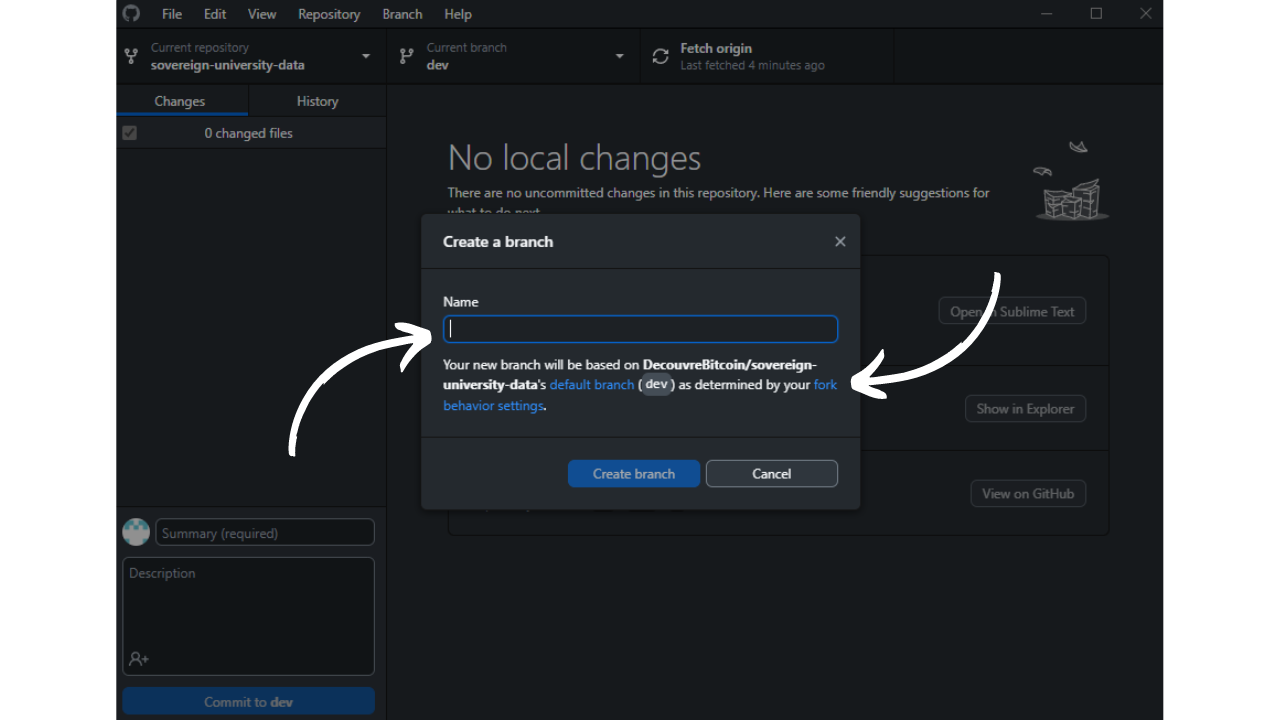 File Edit View Repository Branch Help
Current repository
sovereign-university-data
Current branch
dev
Fetch origin
Last fetched 4 minutes ago
Changes
History
0 changed files
No local changes
There are no uncommitted changes in this repository. Here are some friendly suggestions for
what to do next.
Create a branch
Name
Your new branch will be based on DecouvreBitcoin/sovereign-
university-data's default branch (dev) as determined by your fork
behavior settings.
Create branch
Cancel
Open in Sublime Text
Show in Explorer
View on GitHub
Summary (required)
Description
Commit to dev